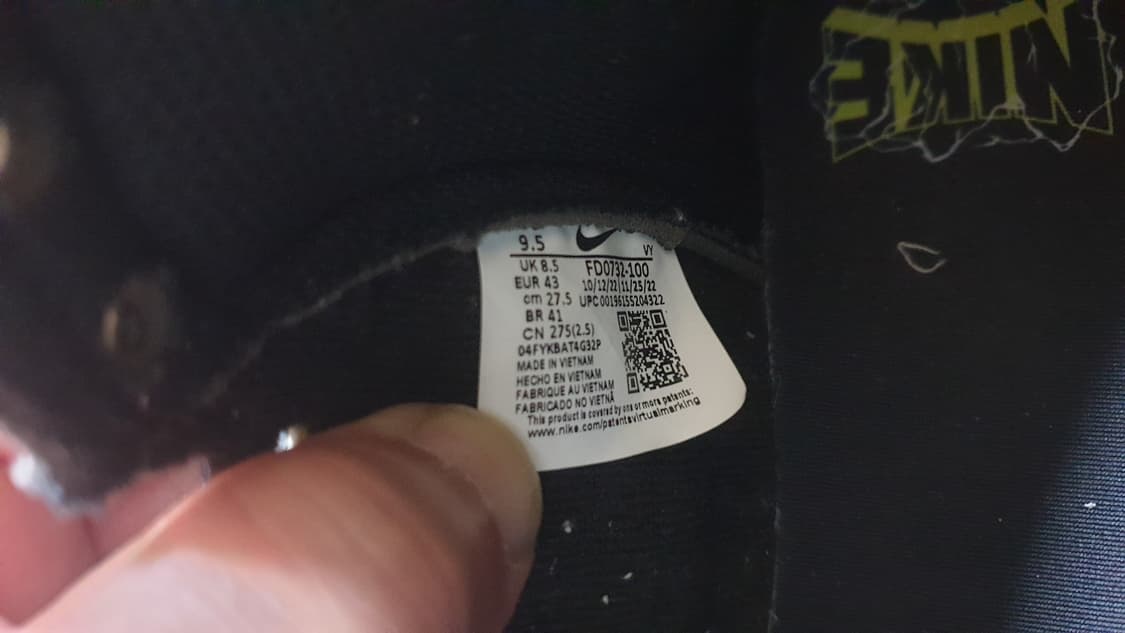 NIKE
9.5
VY
UK 8.5 FD0732-100
EUR 43 10/12/22 11/25/22
cm 27.5 UPC 00196155204322
BR 41
CN 275(2.5)
04FYKBAT4G32P
MADE IN VIETNAM
HECHO EN VIETNAM
FABRIQUE AU VIETNAM
FABRICADO NO VIETNÃ
This product is covered by one or more patents:
www.nike.com/patentsvirtualmarking